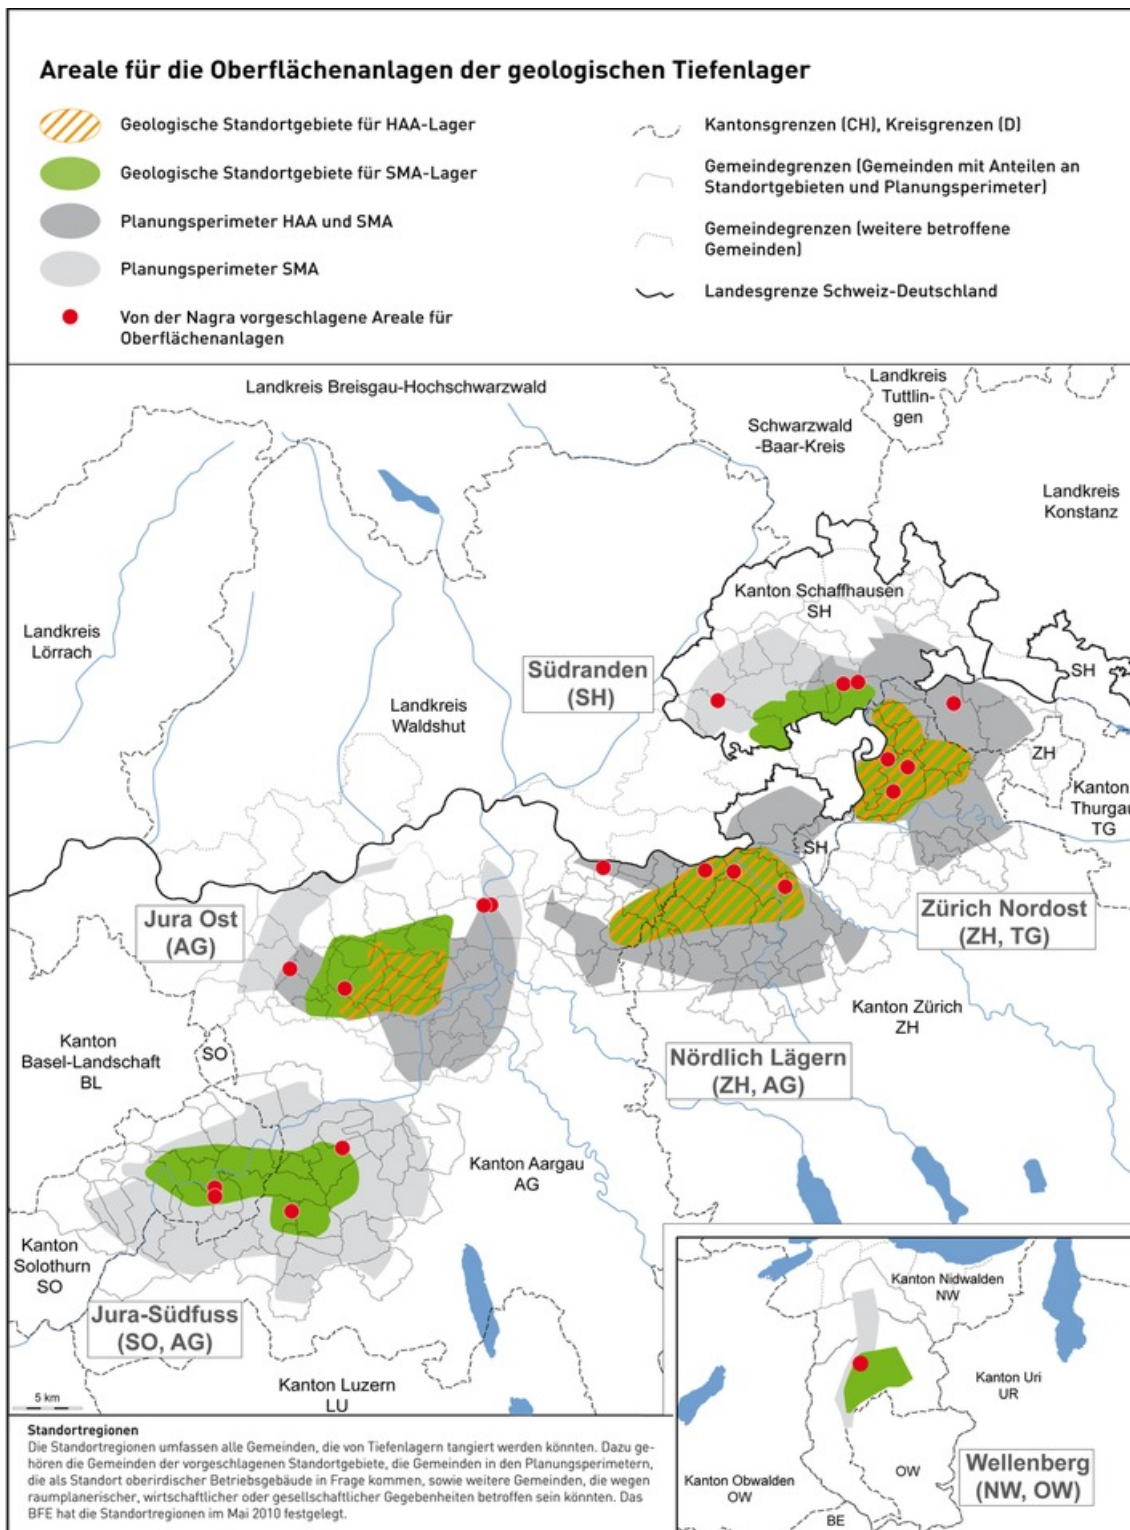 Areale für die Oberflächenanlagen der geologischen Tiefenlager
Geologische Standortgebiete für HAA-Lager
Geologische Standortgebiete für SMA-Lager
Planungsperimeter HAA und SMA
Planungsperimeter SMA
Von der Nagra vorgeschlagene Areale für
Oberflächenanlagen
Kantonsgrenzen (CH), Kreisgrenzen (D)
Gemeindegrenzen (Gemeinden mit Anteilen an
Standortgebieten und Planungsperimeter)
Gemeindegrenzen (weitere betroffene
Gemeinden)
Landesgrenze Schweiz-Deutschland
Landkreis Breisgau-Hochschwarzwald
Landkreis
Tuttlin-
gen
Schwarzwald
-Baar-Kreis
Landkreis
Konstanz
Kanton Schaffhausen
SH
Landkreis
Lörrach
SH
Südranden
(SH)
Landkreis
Waldshut
ZH
Kanton
Thurgau
TG
SH
Jura Ost
(AG)
Zürich Nordost
(ZH, TG)
Kanton Zürich
ZH
Kanton
Basel-Landschaft
BL
SO
Nördlich Lägern
(ZH, AG)
Kanton Aargau
AG
Kanton
Solothurn
SO
Jura-Südfuss
(SO, AG)
Kanton Luzern
LU
5 km
Kanton Nidwalden
NW
Kanton Uri
UR
Wellenberg
(NW, OW)
OW
Kanton Obwalden
OW
BE
Standortregionen
Die Standortregionen umfassen alle Gemeinden, die von Tiefenlagern tangiert werden könnten. Dazu ge-
hören die Gemeinden der vorgeschlagenen Standortgebiete, die Gemeinden in den Planungsperimetern,
die als Standort oberirdischer Betriebsgebäude in Frage kommen, sowie weitere Gemeinden, die wegen
raumplanerischer, wirtschaftlicher oder gesellschaftlicher Gegebenheiten betroffen sein könnten. Das
BFE hat die Standortregionen im Mai 2010 festgelegt.